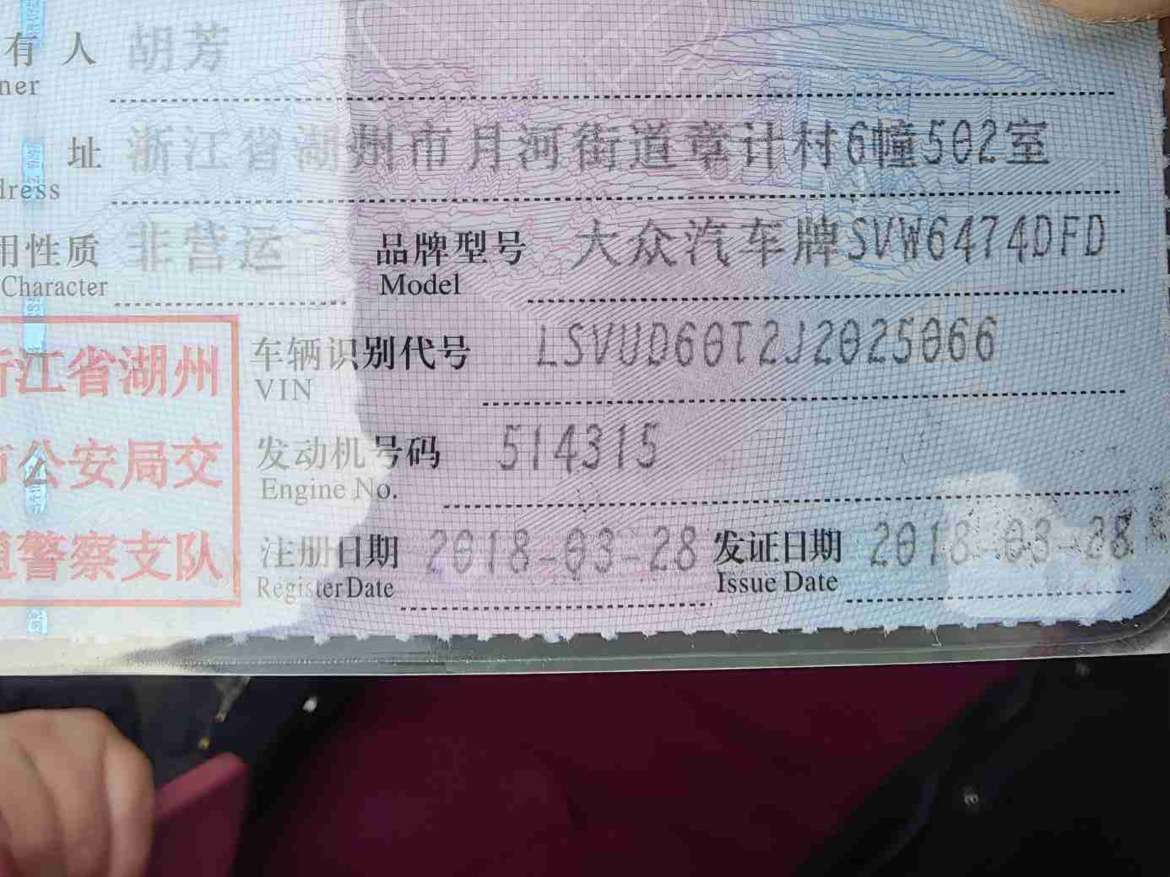 有 人 胡芳
ner
址 浙江省湖州市月河街道章计村6幢502室
dress
用性质 非营运 品牌型号 大众汽车牌SVW6474DFD
Character Model
车辆识别代号 LSVUD60T2J2025066
VIN
江省湖州
发动机号码 514315
Engine No.
公安局交
注册日期 2018-03-28 发证日期 2018-03-28
Register Date Issue Date
警察支队